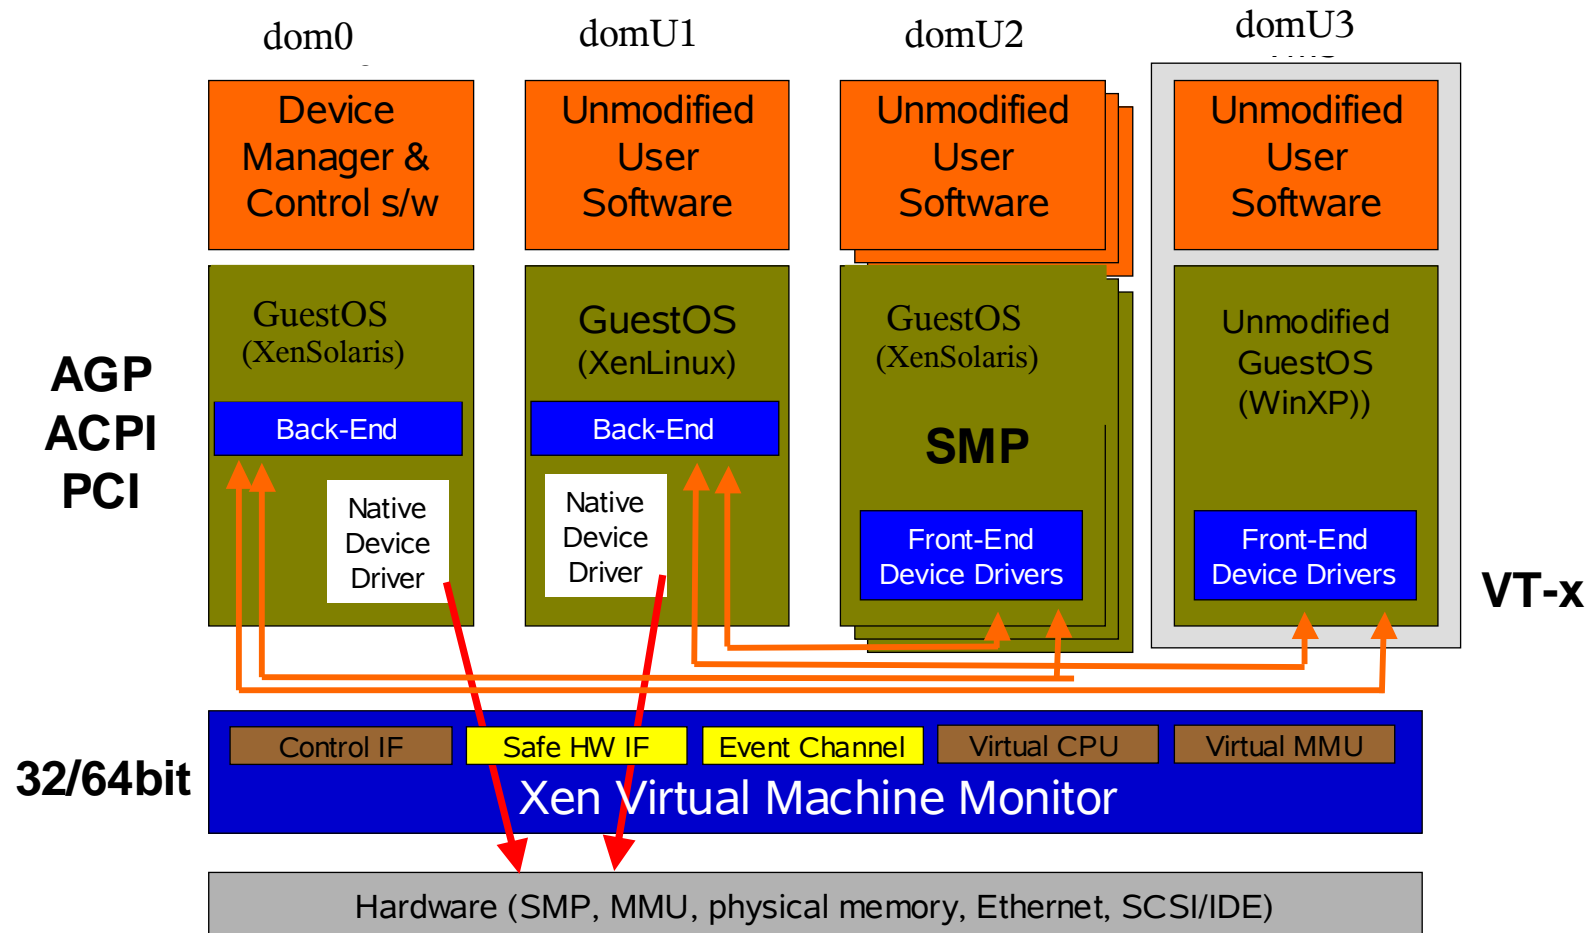 dom0
domU1
domU2
domU3
Device
Manager &
Control s/w
Unmodified
User
Software
Unmodified
User
Software
Unmodified
User
Software
GuestOS
(XenSolaris)
GuestOS
(XenLinux)
GuestOS
(XenSolaris)
Unmodified
GuestOS
(WinXP))
AGP
ACPI
PCI
Back-End
Back-End
SMP
Native
Device
Driver
Native
Device
Driver
Front-End
Device Drivers
Front-End
Device Drivers
VT-x
32/64bit
Control IF
Safe HW IF
Event Channel
Virtual CPU
Virtual MMU
Xen Virtual Machine Monitor
Hardware (SMP, MMU, physical memory, Ethernet, SCSI/IDE)